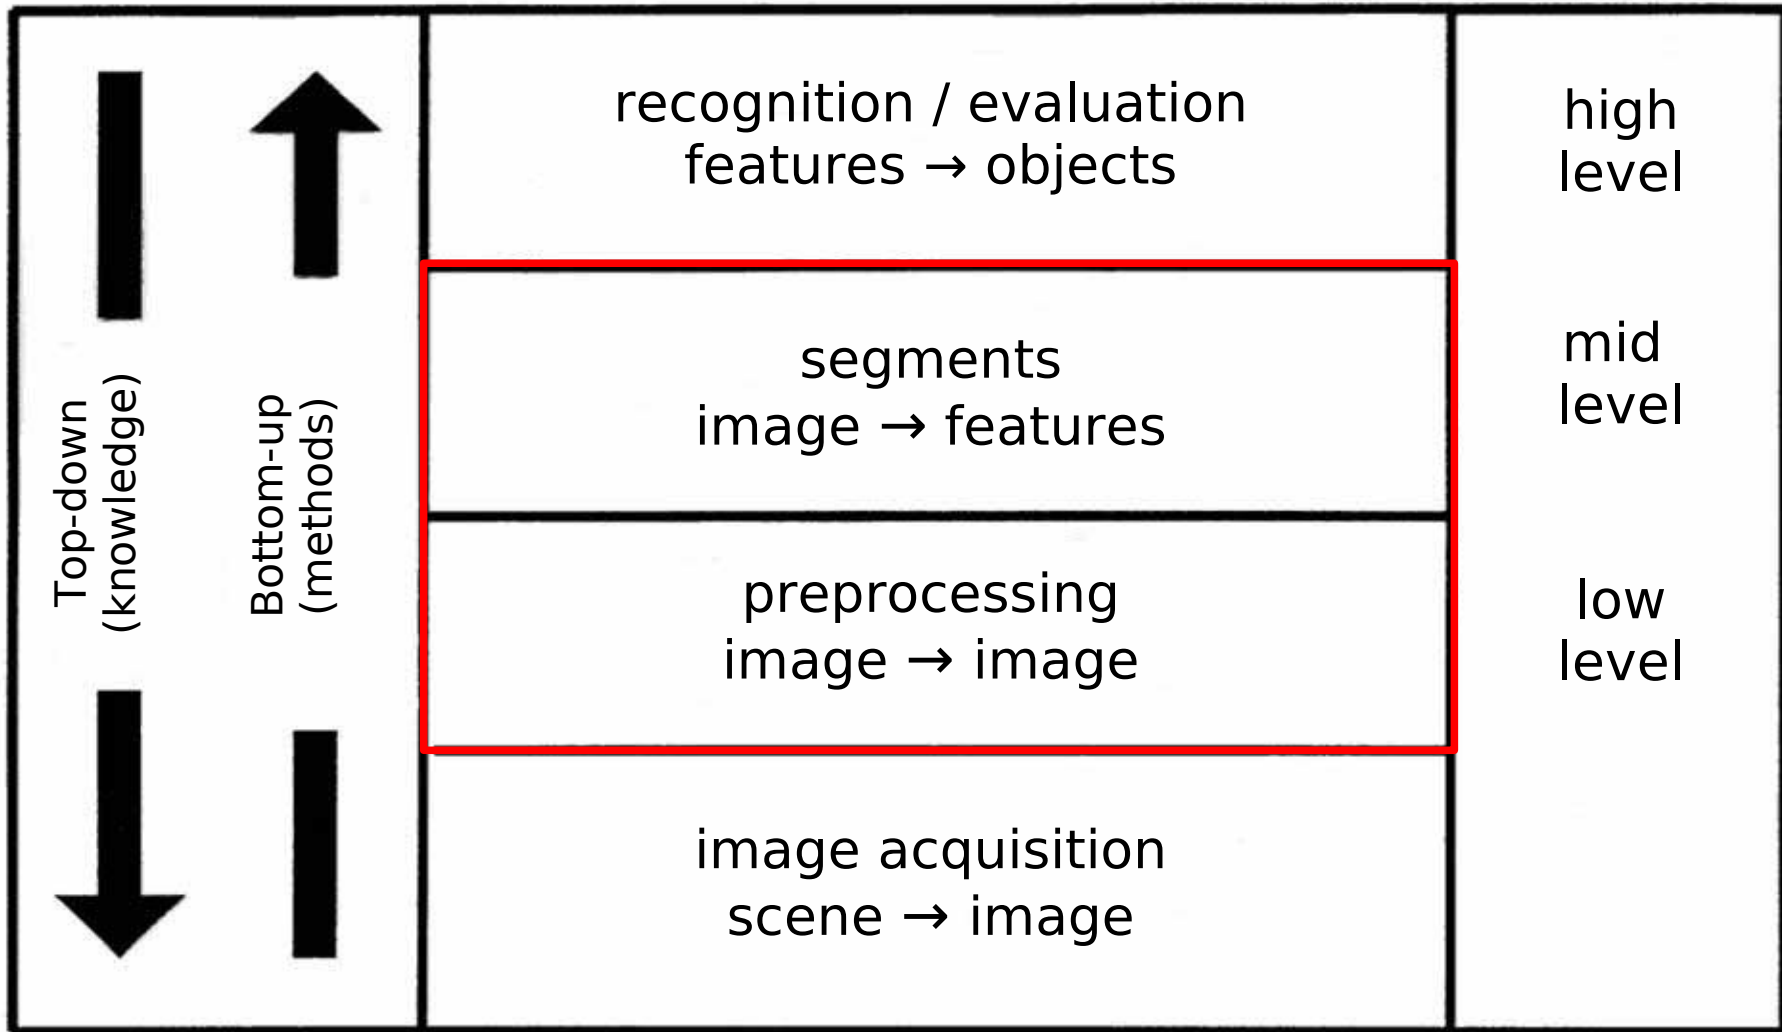 Top-down
(knowledge)
Bottom-up
(methods)
recognition / evaluation
features → objects
high
level
segments
image → features
mid
level
preprocessing
image → image
low
level
image acquisition
scene → image